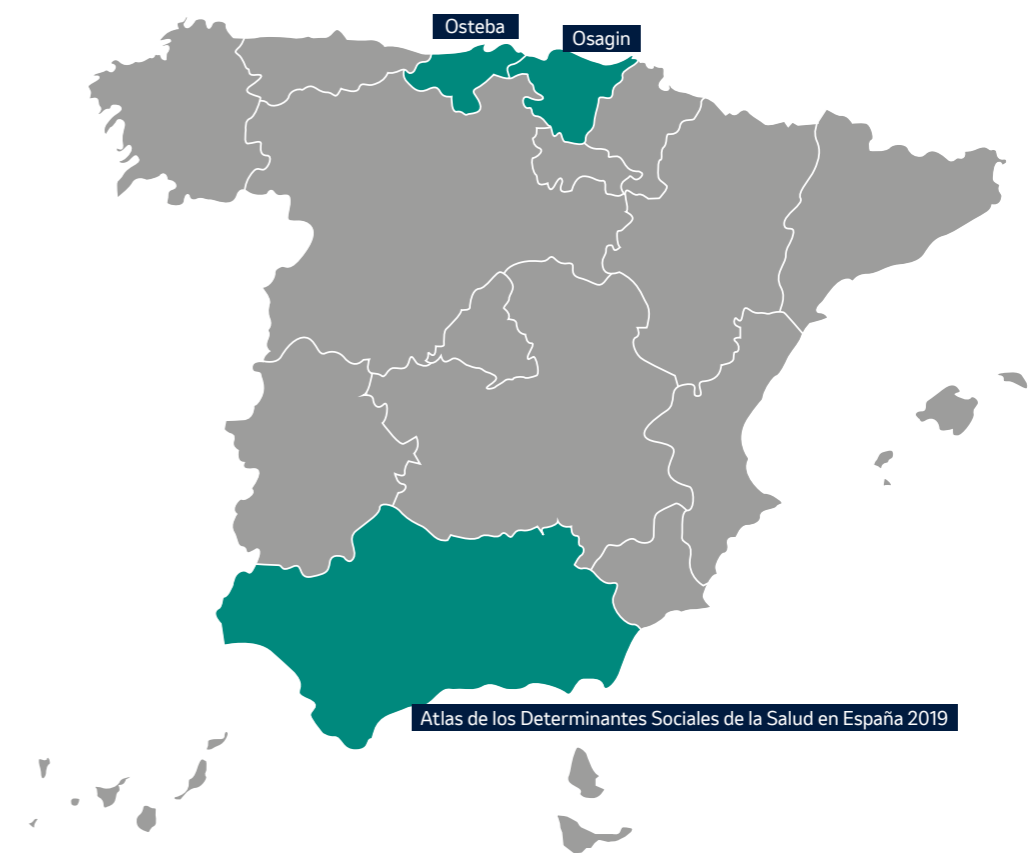 Osteba
Osagin
Atlas de los Determinantes Sociales de la Salud en España 2019